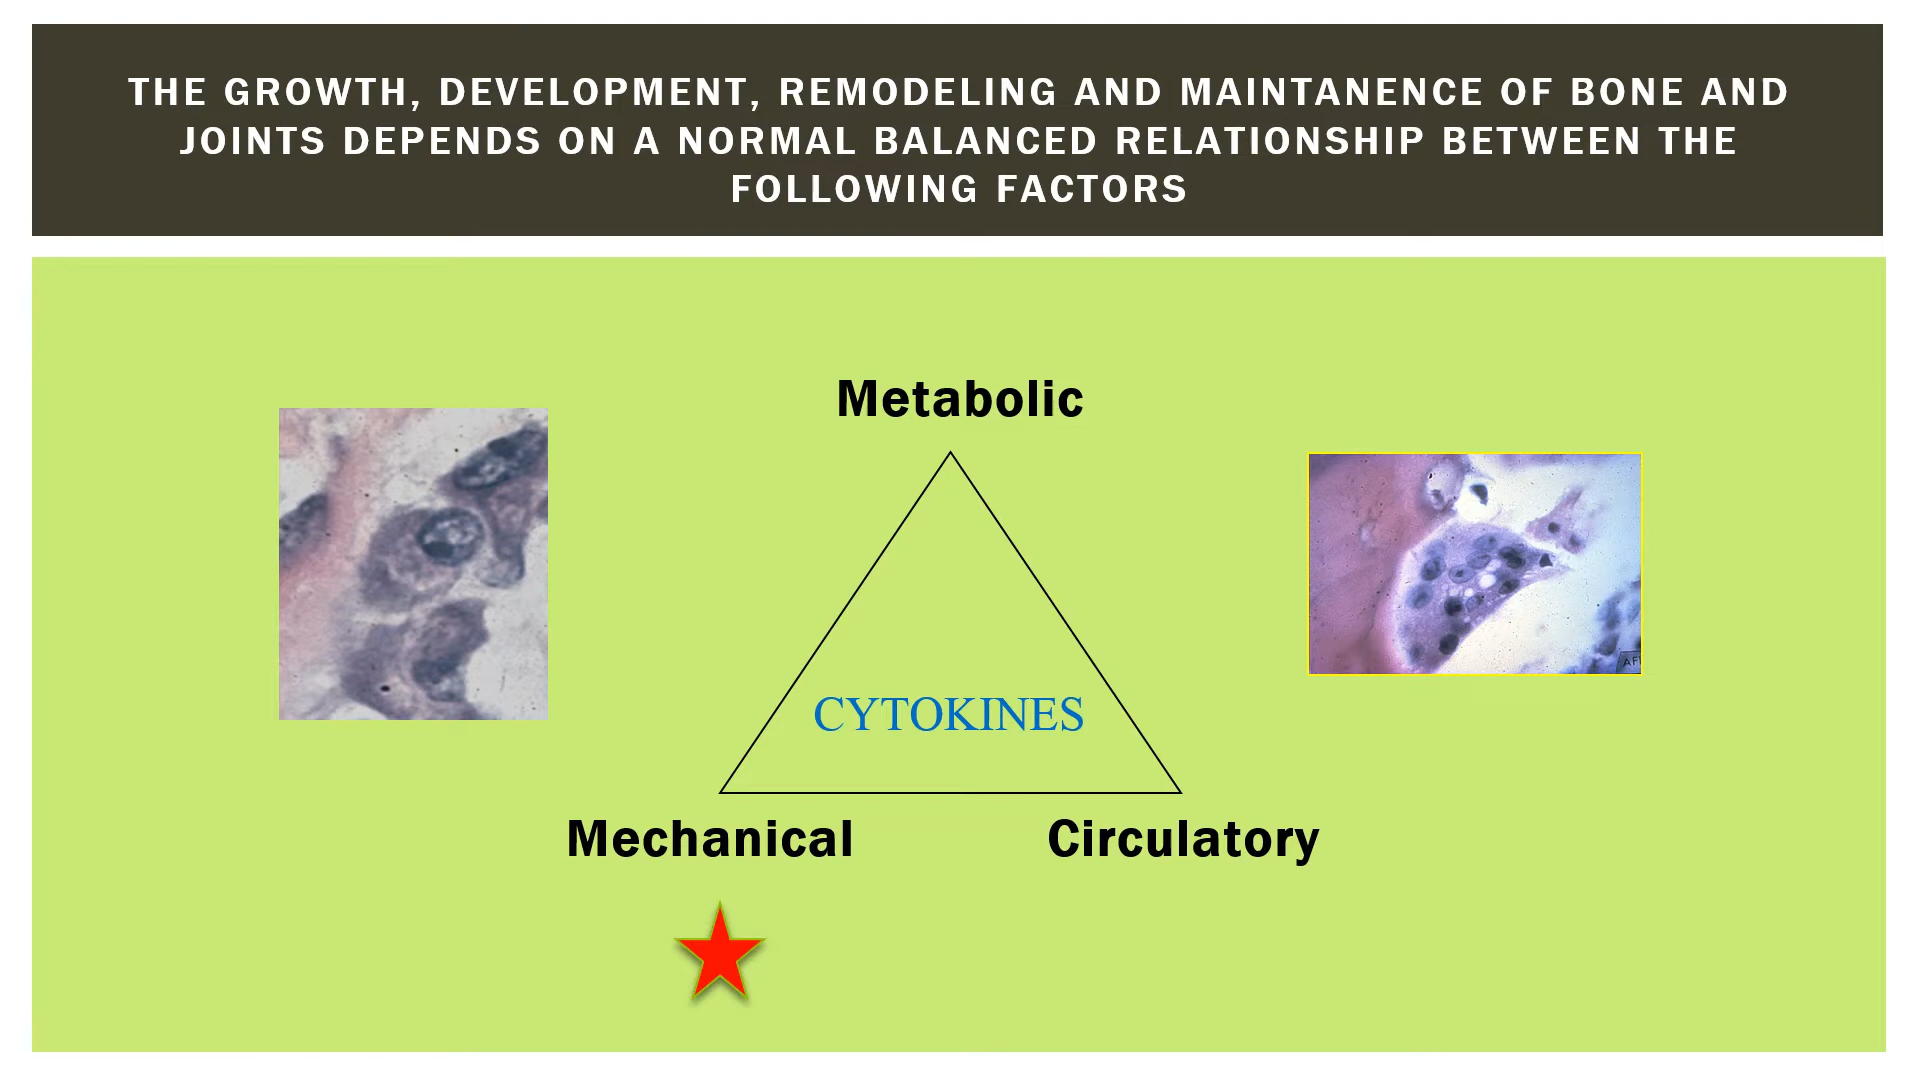 THE GROWTH, DEVELOPMENT, REMODELING AND MAINTANENCE OF BONE AND
JOINTS DEPENDS ON A NORMAL BALANCED RELATIONSHIP BETWEEN THE
FOLLOWING FACTORS
Metabolic
CYTOKINES
Mechanical
Circulatory